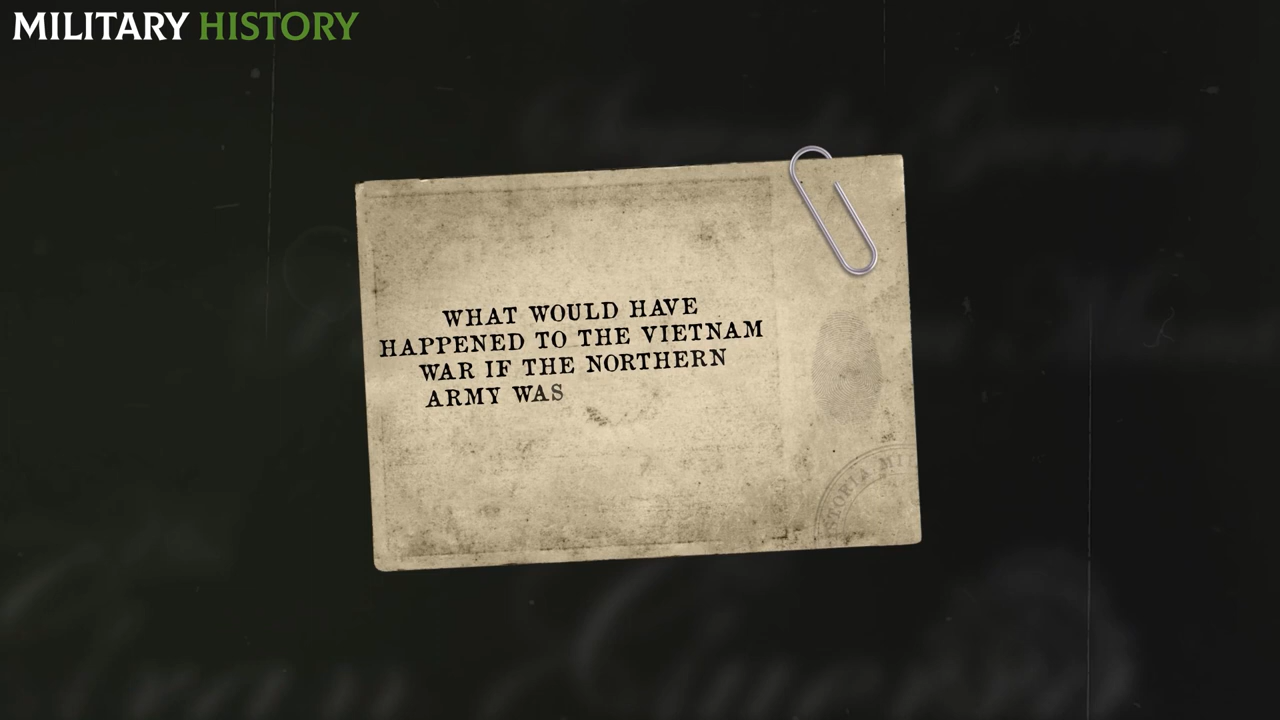 MILITARY HISTORY
WHAT WOULD HAVE
HAPPENED TO THE VIETNAM
WAR IF THE NORTHERN
ARMY WAS